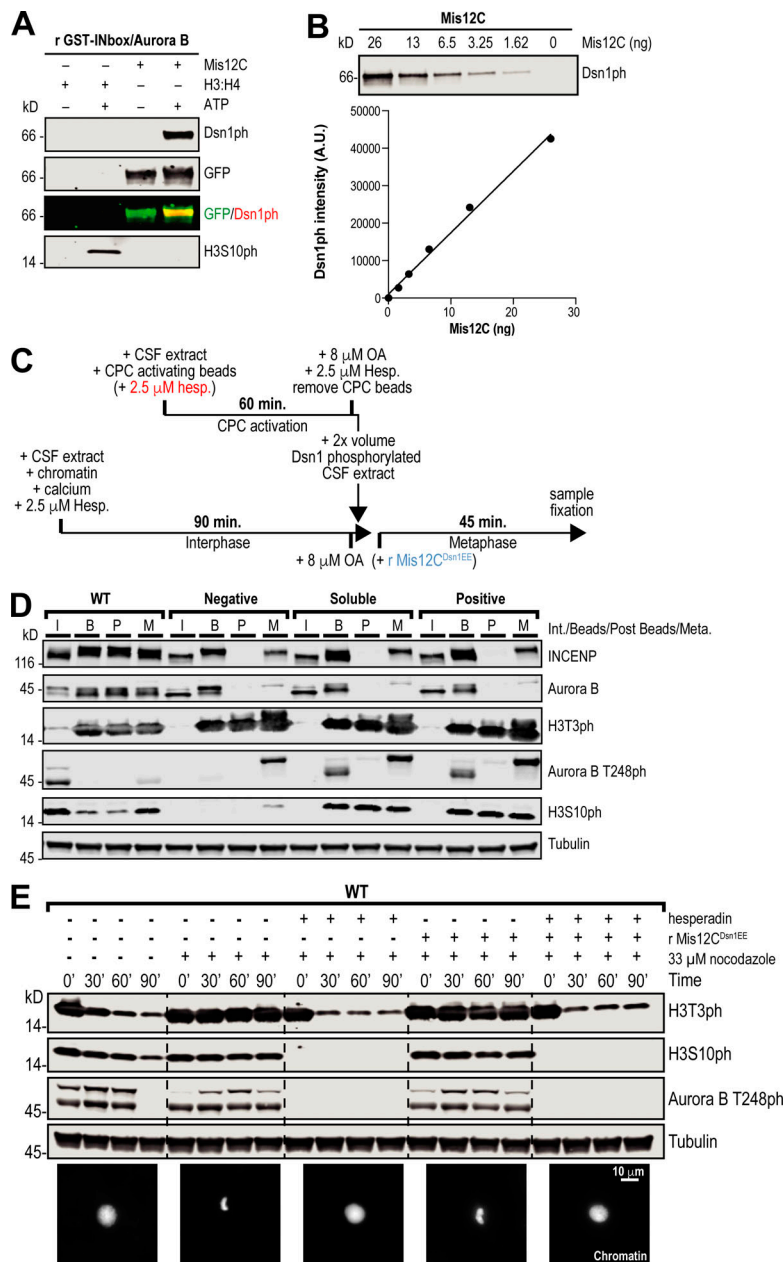 A
r GST-INbox/Aurora B
– – + + Mis12C
+ + – – H3:H4
– + – + ATP
kD
66 - Dsn1ph
66 - GFP
66 - GFP/Dsn1ph
14 - H3S10ph
B
Mis12C
kD 26 13 6.5 3.25 1.62 0 Mis12C (ng)
66- Dsn1ph
Dsn1ph intensity (A.U.)
50000
40000
30000
20000
10000
0
0 10 20 30
Mis12C (ng)
C
+ CSF extract
+ CPC activating beads
(+ 2.5 µM hesp.)
+ 8 µM OA
+ 2.5 µM Hesp.
remove CPC beads
60 min.
CPC activation
+ 2x volume
Dsn1 phosphorylated
CSF extract
+ CSF extract
+ chromatin
+ calcium
+ 2.5 µM Hesp.
sample
fixation
90 min. 45 min.
Interphase Metaphase
+ 8 µM OA (+ r Mis12C^Dsn1EE)
D
WT Negative Soluble Positive
kD I B P M I B P M I B P M I B P M Int./Beads/Post Beads/Meta.
116 - INCENP
45 - Aurora B
14 - H3T3ph
45 - Aurora B T248ph
14 - H3S10ph
45 - Tubulin
E
WT
- - - - - - - - + + + + - - - - + + + + hesperadin
- - - - - - - - - - - - + + + + + + + + r Mis12C^Dsn1EE
- - - - + + + + + + + + + + + + + + + + 33 µM nocodazole
0' 30' 60' 90' 0' 30' 60' 90' 0' 30' 60' 90' 0' 30' 60' 90' 0' 30' 60' 90' Time
kD
14- H3T3ph
14- H3S10ph
45- Aurora B T248ph
45- Tubulin
10 µm
Chromatin